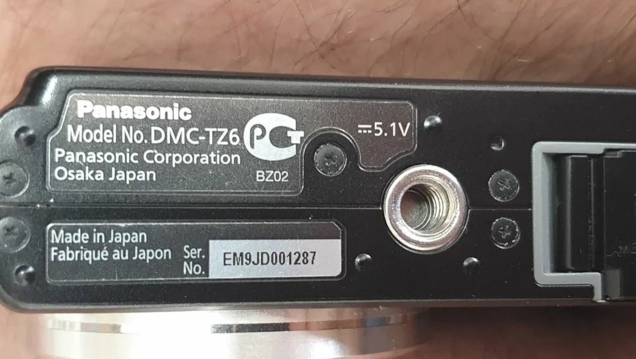 Panasonic
Model No. DMC-TZ6
Panasonic Corporation
Osaka Japan
PCT
BZ02
⎓5.1V
Made in Japan
Fabriqué au Japon
Ser. No. EM9JD001287